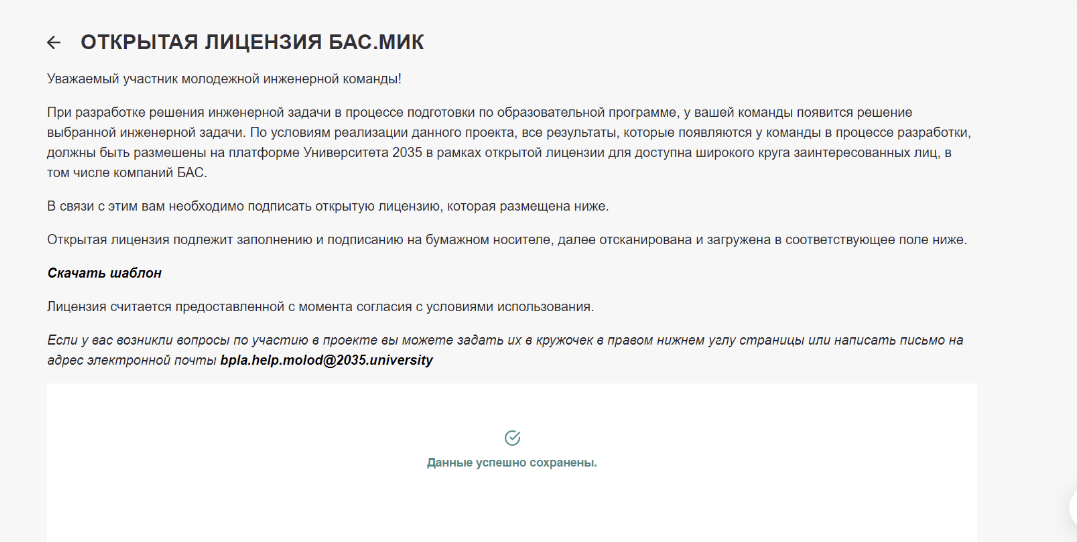 ОТКРЫТАЯ ЛИЦЕНЗИЯ БАС.МИК
Уважаемый участник молодежной инженерной команды!
При разработке решения инженерной задачи в процессе подготовки по образовательной программе, у вашей команды появится решение
выбранной инженерной задачи. По условиям реализации данного проекта, все результаты, которые появляются у команды в процессе разработки,
должны быть размешены на платформе Университета 2035 в рамках открытой лицензии для доступна широкого круга заинтересованных лиц, в
том числе компаний БАС.
В связи с этим вам необходимо подписать открытую лицензию, которая размещена ниже.
Открытая лицензия подлежит заполнению и подписанию на бумажном носителе, далее отсканирована и загружена в соответствующее поле ниже.
Скачать шаблон
Лицензия считается предоставленной с момента согласия с условиями использования.
Если у вас возникли вопросы по участию в проекте вы можете задать их в кружочек в правом нижнем углу страницы или написать письмо на
адрес электронной почты bpla.help.molod@2035.university
Данные успешно сохранены.